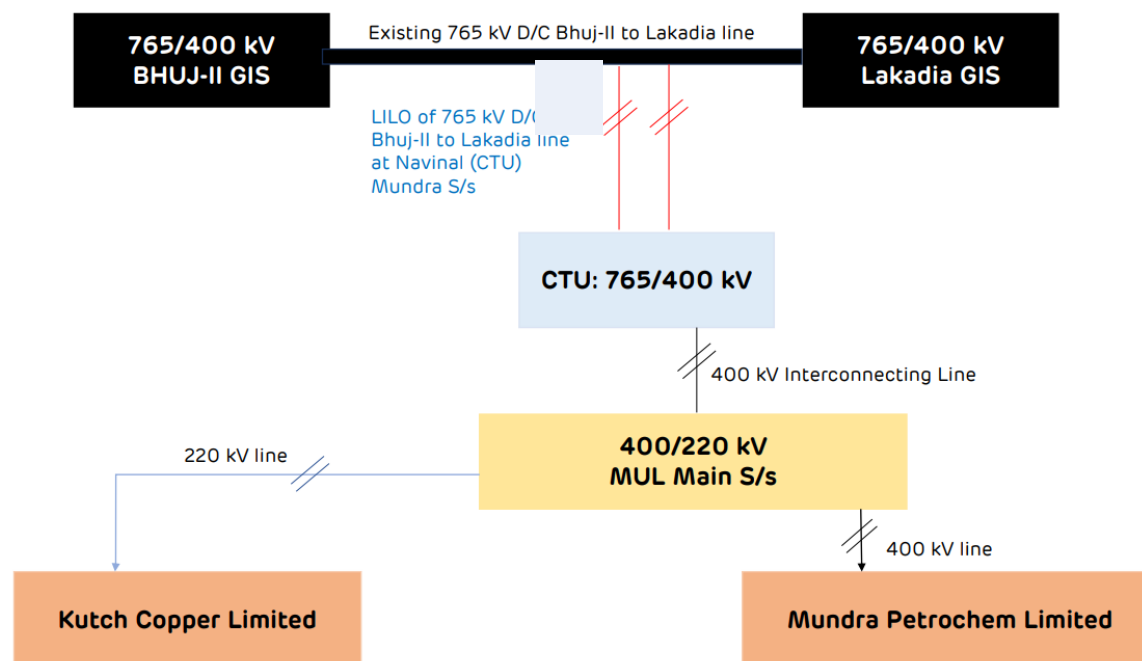 765/400 kV
BHUJ-II GIS
Existing 765 kV D/C Bhuj-II to Lakadia line
765/400 kV
Lakadia GIS
LILO of 765 kV D/
Bhuj-II to Lakadia line
at Navinal (CTU)
Mundra S/s
CTU: 765/400 kV
400 kV Interconnecting Line
400/220 kV
MUL Main S/s
220 kV line
400 kV line
Kutch Copper Limited
Mundra Petrochem Limited